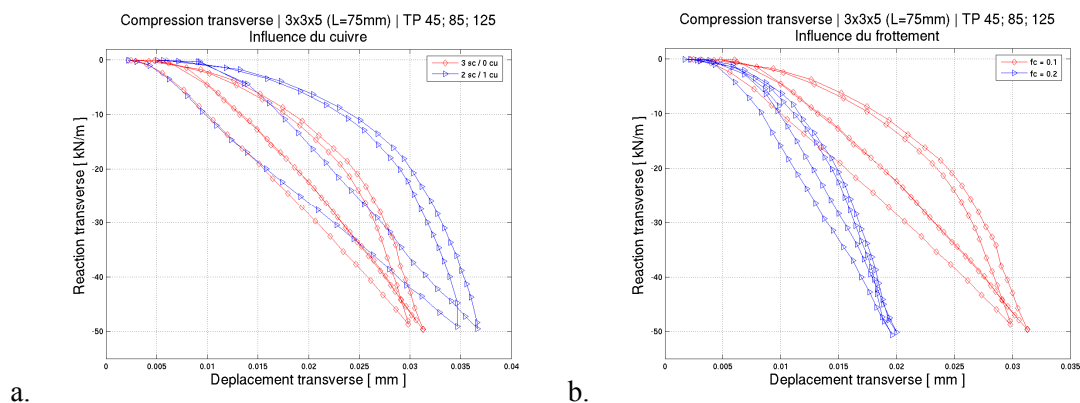 Compression transverse | 3x3x5 (L=75mm) | TP 45; 85; 125
Influence du cuivre
3 sc / 0 cu
2 sc / 1 cu
0
-10
-20
-30
-40
-50
Reaction transverse [ kN/m ]
0
0.005
0.01
0.015
0.02
0.025
0.03
0.035
0.04
Deplacement transverse [ mm ]
a.
Compression transverse | 3x3x5 (L=75mm) | TP 45; 85; 125
Influence du frottement
fc = 0.1
fc = 0.2
0
-10
-20
-30
-40
-50
Reaction transverse [ kN/m ]
0
0.005
0.01
0.015
0.02
0.025
0.03
0.035
Deplacement transverse [ mm ]
b.